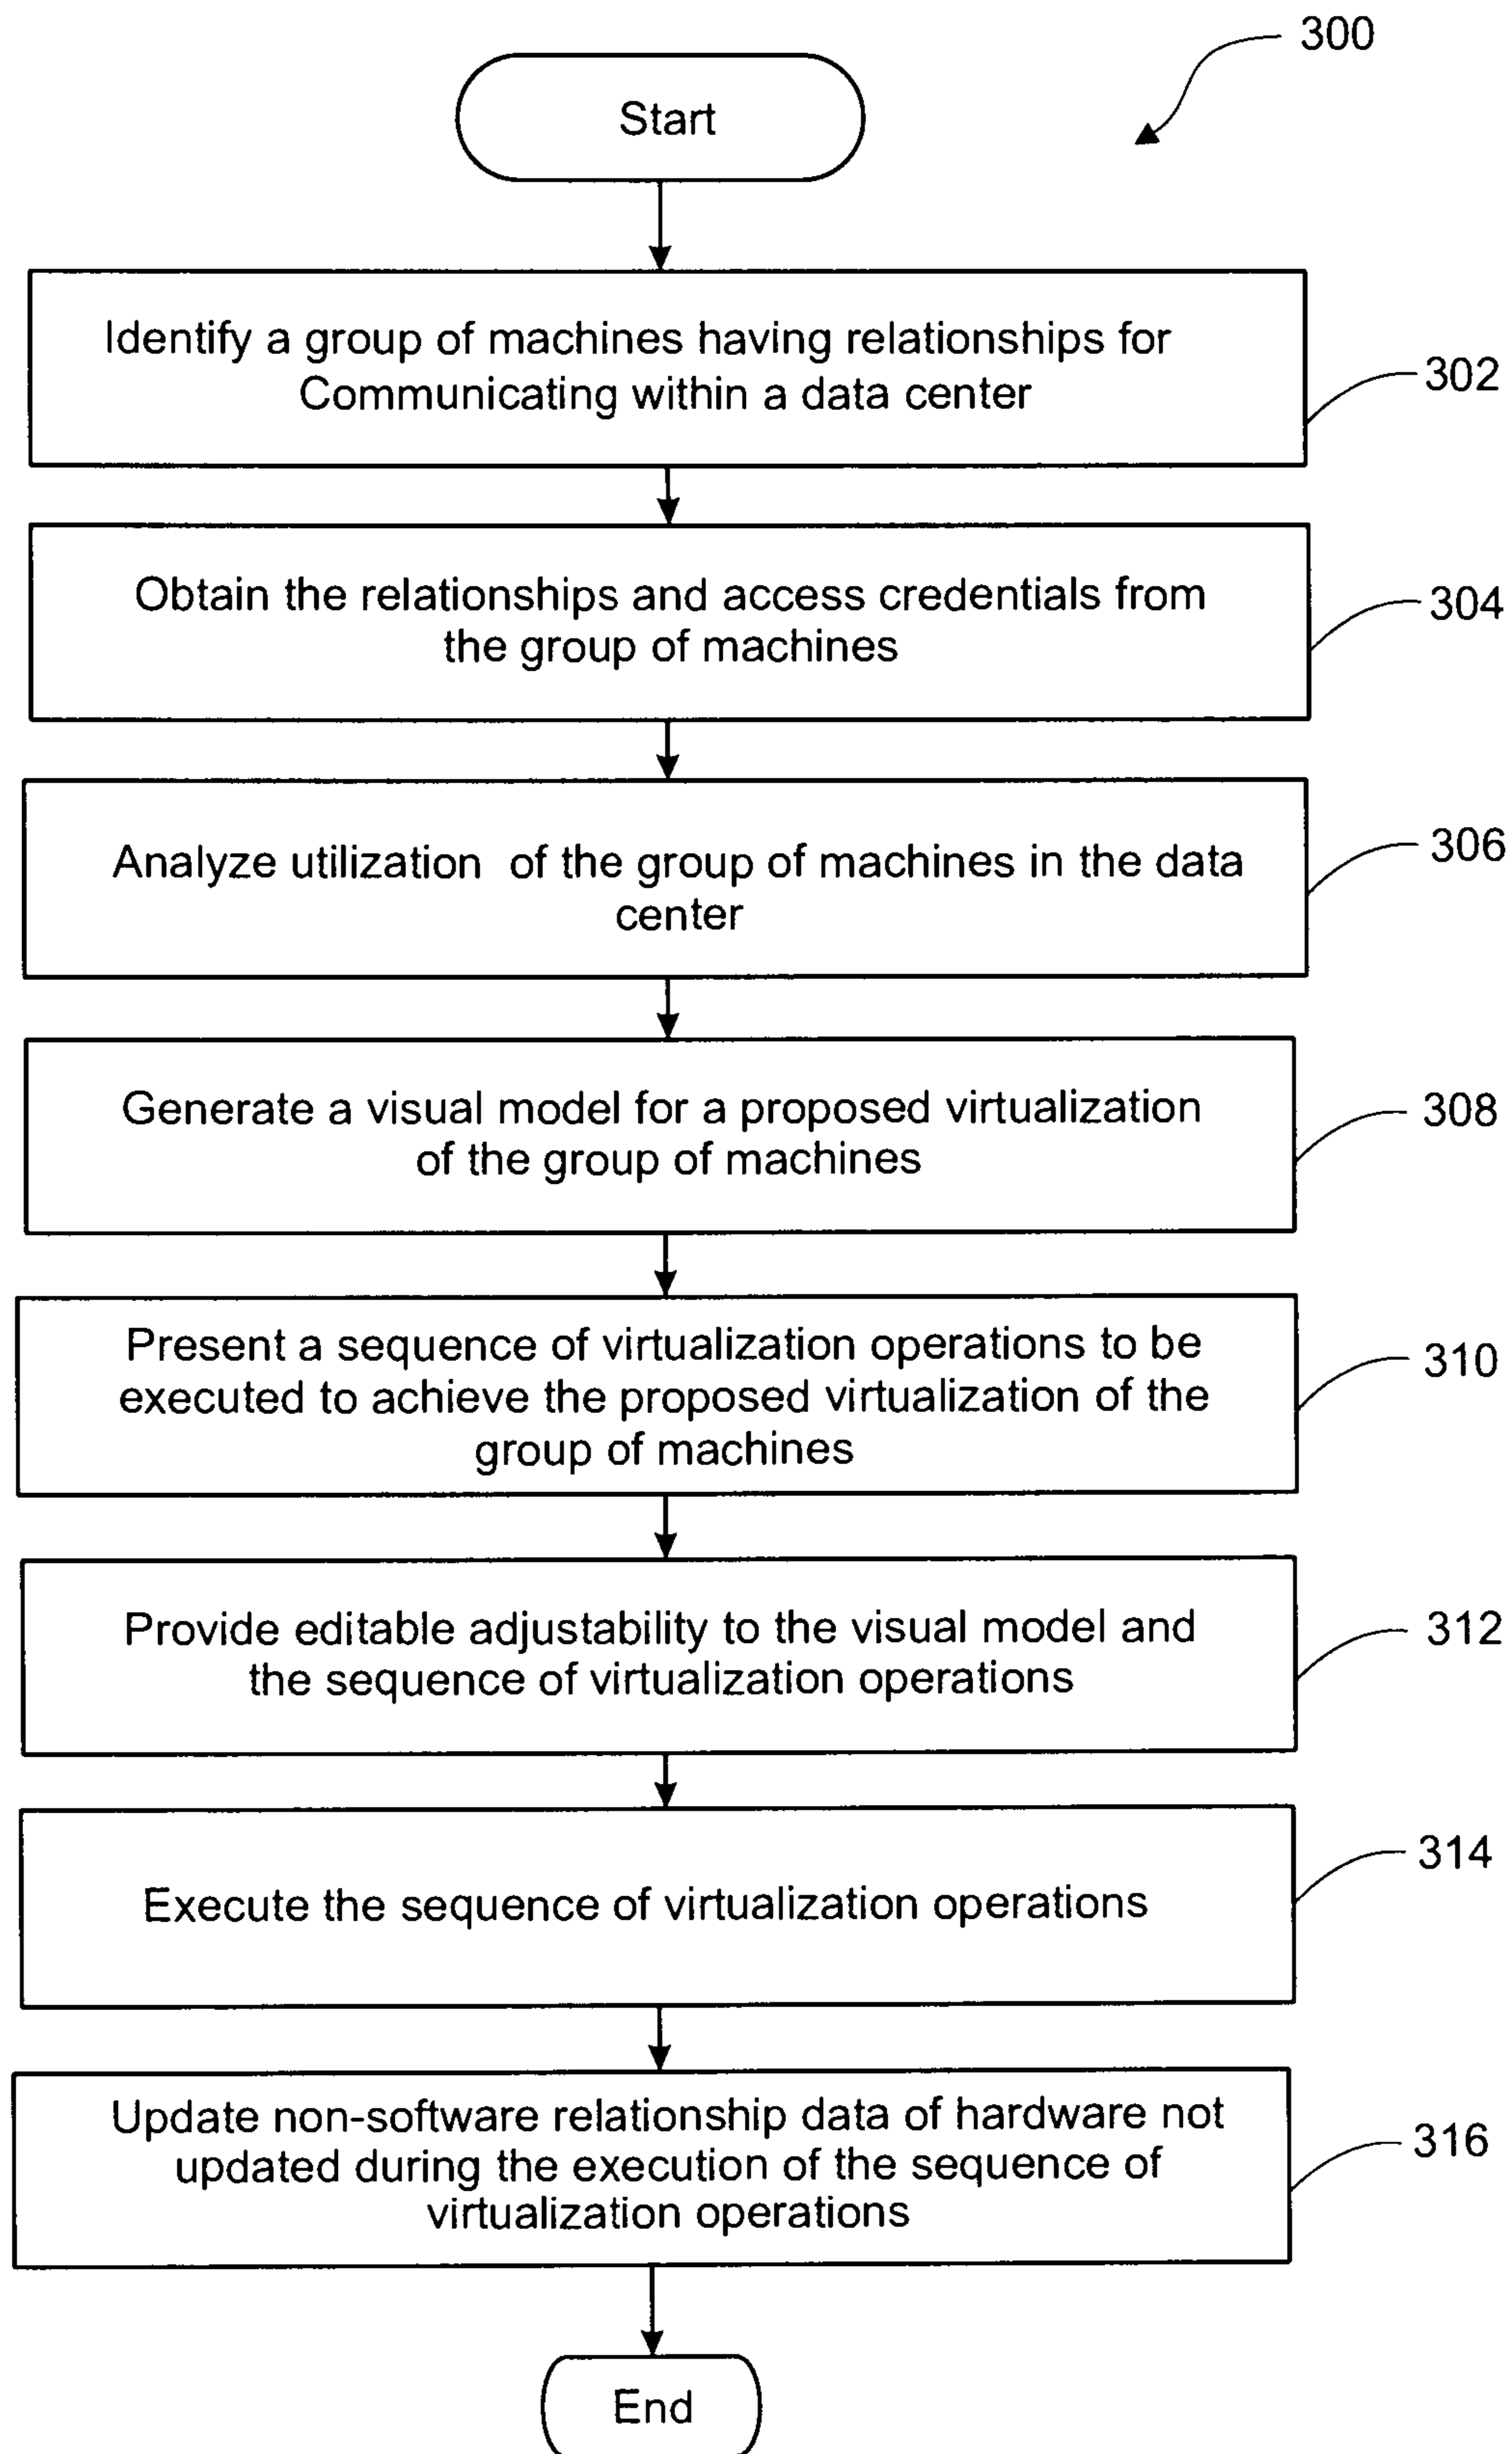 300
Start
Identify a group of machines having relationships for
Communicating within a data center
302
Obtain the relationships and access credentials from
the group of machines
304
Analyze utilization  of the group of machines in the data
center
306
Generate a visual model for a proposed virtualization
of the group of machines
308
Present a sequence of virtualization operations to be
executed to achieve the proposed virtualization of the
group of machines
310
Provide editable adjustability to the visual model and
the sequence of virtualization operations
312
Execute the sequence of virtualization operations
314
Update non-software relationship data of hardware not
updated during the execution of the sequence of
virtualization operations
316
End